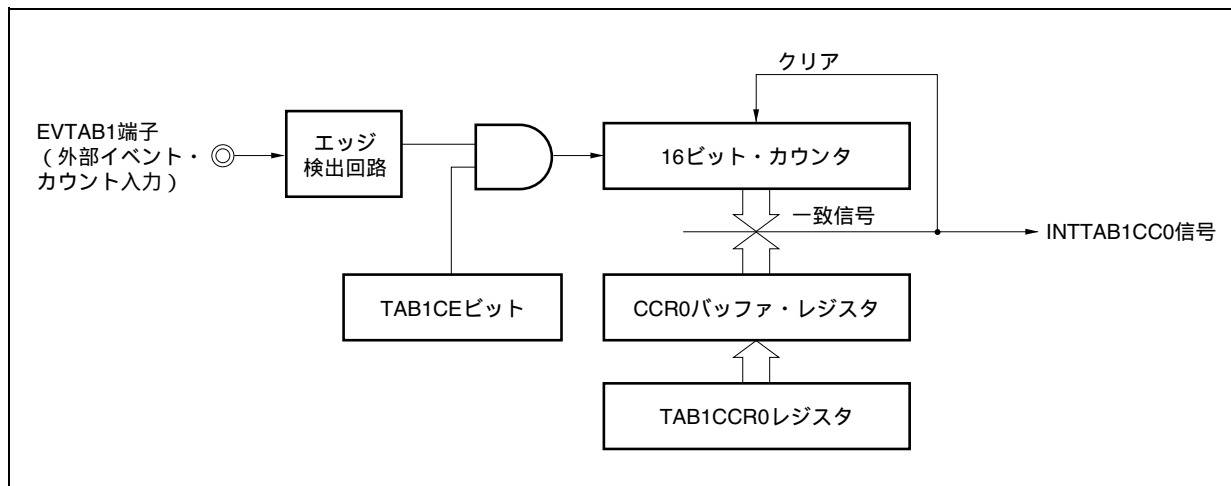 クリア
EVTAB1端子
（外部イベント・
カウント入力）
エッジ
検出回路
16ビット・カウンタ
一致信号
INTTAB1CC0信号
TAB1CEビット
CCR0バッファ・レジスタ
TAB1CCR0レジスタ